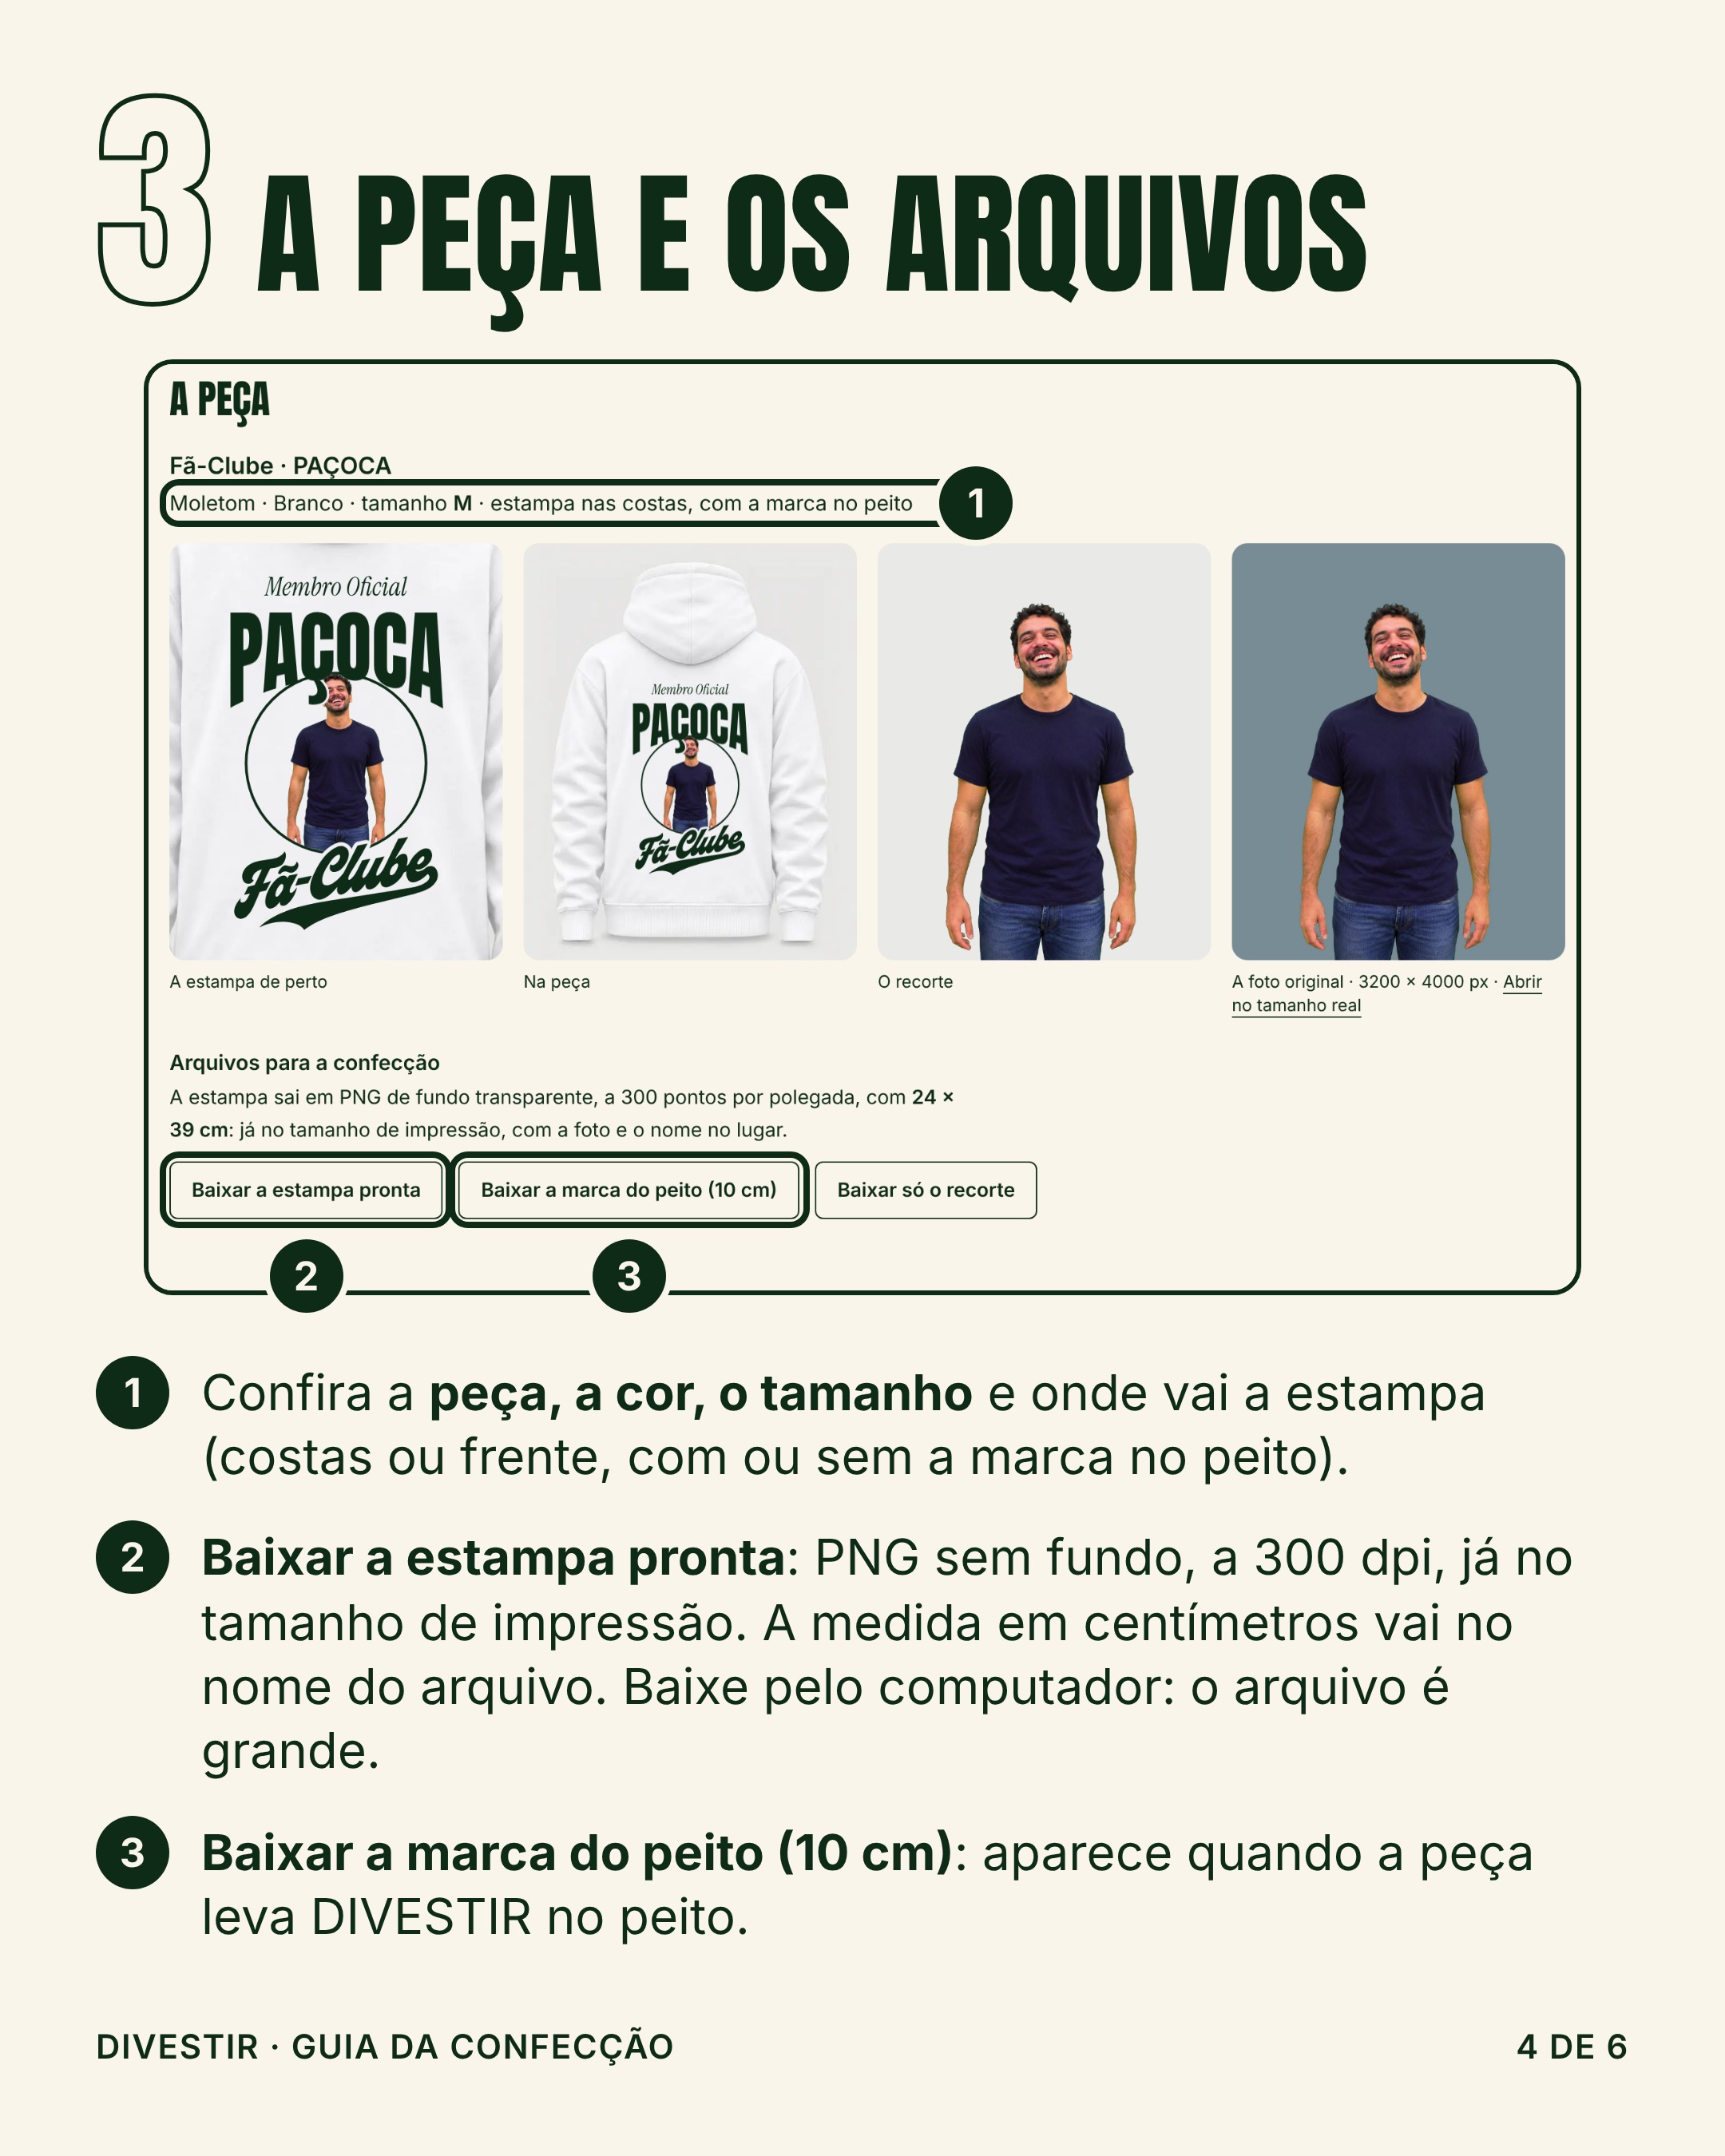 3 A PEÇA E OS ARQUIVOS
A PEÇA
Fã-Clube · PAÇOCA
Moletom · Branco · tamanho M · estampa nas costas, com a marca no peito
1
Membro Oficial
PAÇOCA
Fã-Clube
Membro Oficial
PAÇOCA
Fã-Clube
A estampa de perto
Na peça
O recorte
A foto original · 3200 × 4000 px · Abrir
no tamanho real
Arquivos para a confecção
A estampa sai em PNG de fundo transparente, a 300 pontos por polegada, com 24 ×
39 cm: já no tamanho de impressão, com a foto e o nome no lugar.
Baixar a estampa pronta
Baixar a marca do peito (10 cm)
Baixar só o recorte
2
3
1 Confira a peça, a cor, o tamanho e onde vai a estampa
(costas ou frente, com ou sem a marca no peito).
2 Baixar a estampa pronta: PNG sem fundo, a 300 dpi, já no
tamanho de impressão. A medida em centímetros vai no
nome do arquivo. Baixe pelo computador: o arquivo é
grande.
3 Baixar a marca do peito (10 cm): aparece quando a peça
leva DIVESTIR no peito.
DIVESTIR · GUIA DA CONFECÇÃO
4 DE 6